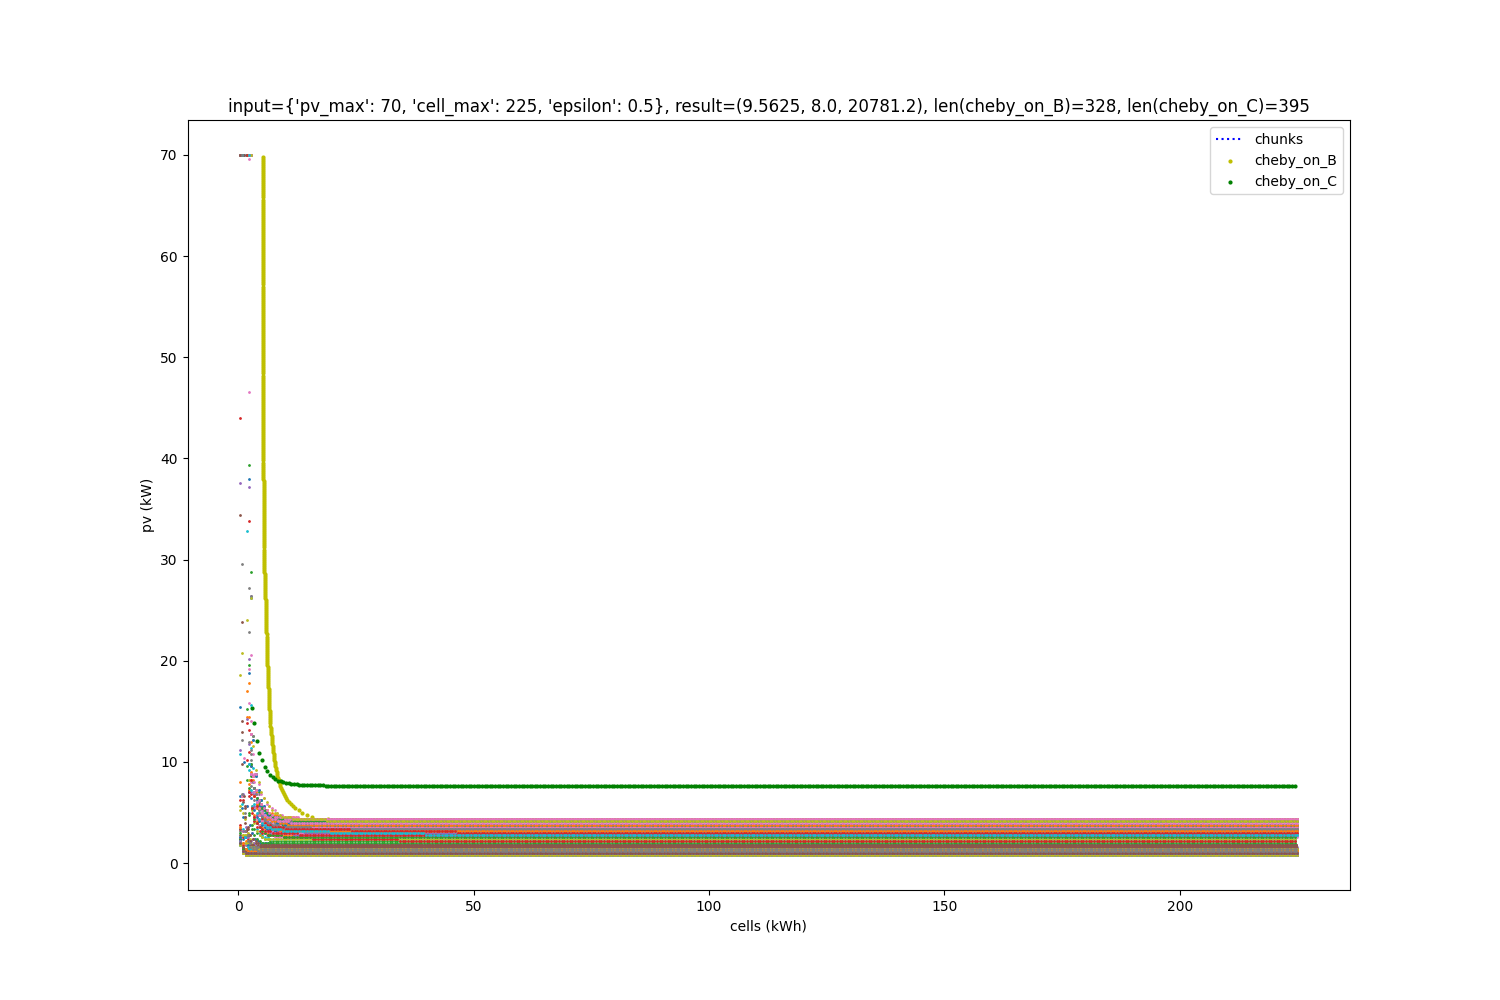 input={'pv_max': 70, 'cell_max': 225, 'epsilon': 0.5}, result=(9.5625, 8.0, 20781.2), len(cheby_on_B)=328, len(cheby_on_C)=395
chunks
cheby_on_B
cheby_on_C
70
60
50
40
30
20
10
0
pv (kW)
0
50
100
150
200
cells (kWh)